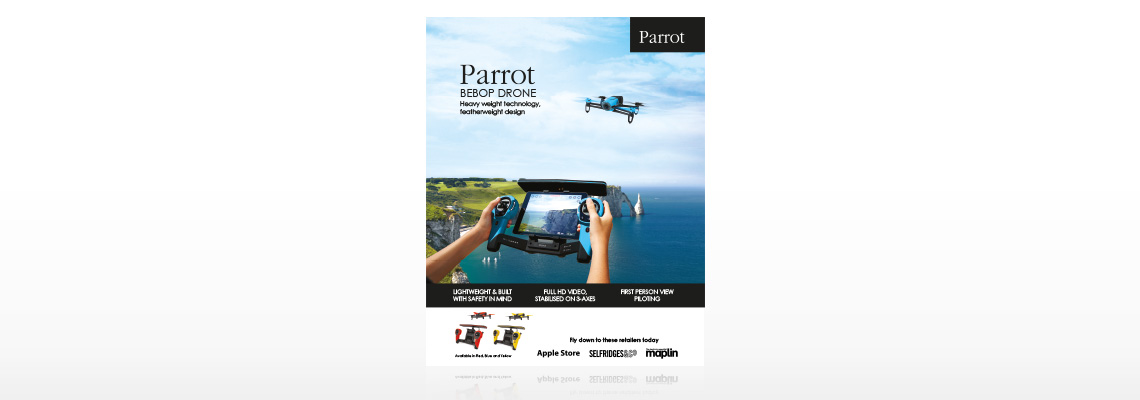 Parrot
Parrot
BEBOP DRONE
Heavy weight technology,
featherweight design
LIGHTWEIGHT & BUILT
WITH SAFETY IN MIND
FULL HD VIDEO,
STABILISED ON 3-AXES
FIRST PERSON VIEW
PILOTING
Available in Red, Blue and Yellow
Fly down to these retailers today
Apple Store
SELFRIDGES&CO
maplin